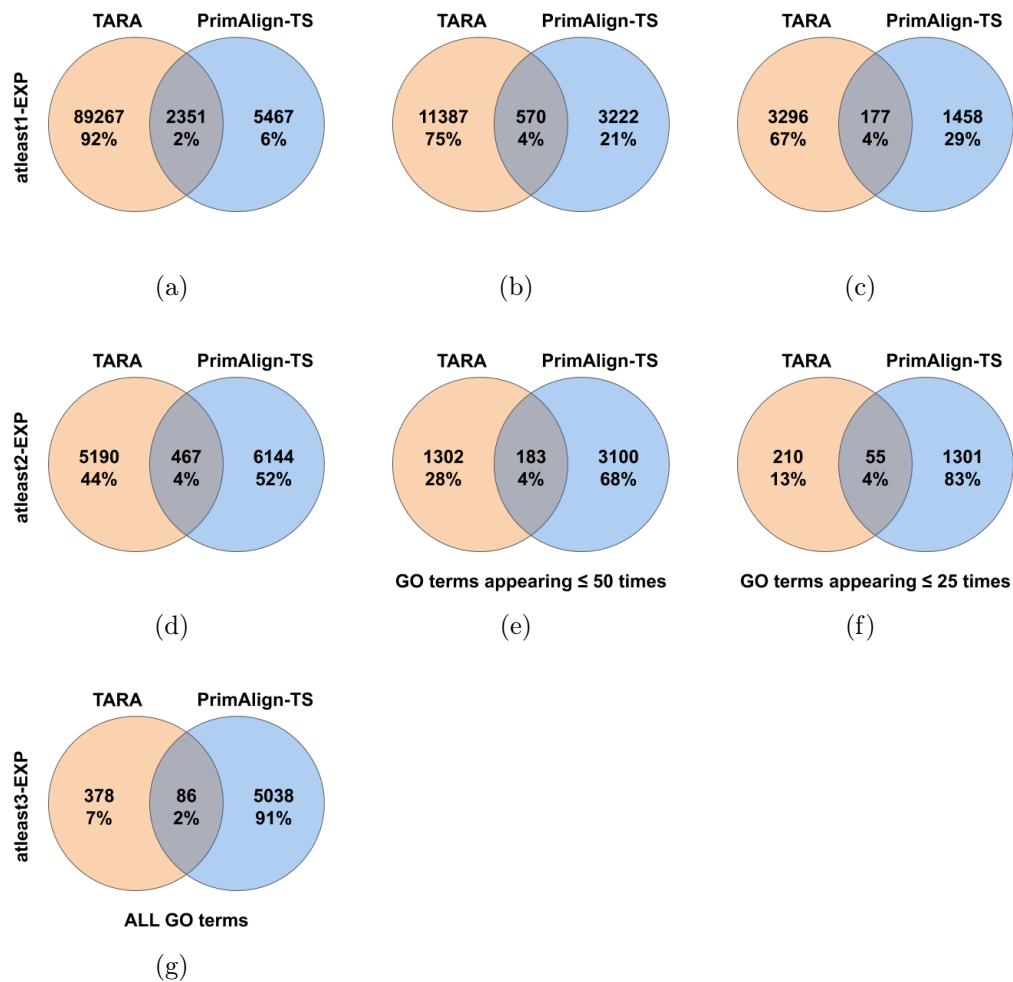 TARA PrimAlign-TS TARA PrimAlign-TS TARA PrimAlign-TS
atleast1-EXP
89267 2351 5467 11387 570 3222 3296 177 1458
92% 2% 6% 75% 4% 21% 67% 4% 29%
(a) (b) (c)
TARA PrimAlign-TS TARA PrimAlign-TS TARA PrimAlign-TS
atleast2-EXP
5190 467 6144 1302 183 3100 210 55 1301
44% 4% 52% 28% 4% 68% 13% 4% 83%
GO terms appearing ≤ 50 times GO terms appearing ≤ 25 times
(d) (e) (f)
TARA PrimAlign-TS
atleast3-EXP
378 86 5038
7% 2% 91%
ALL GO terms
(g)